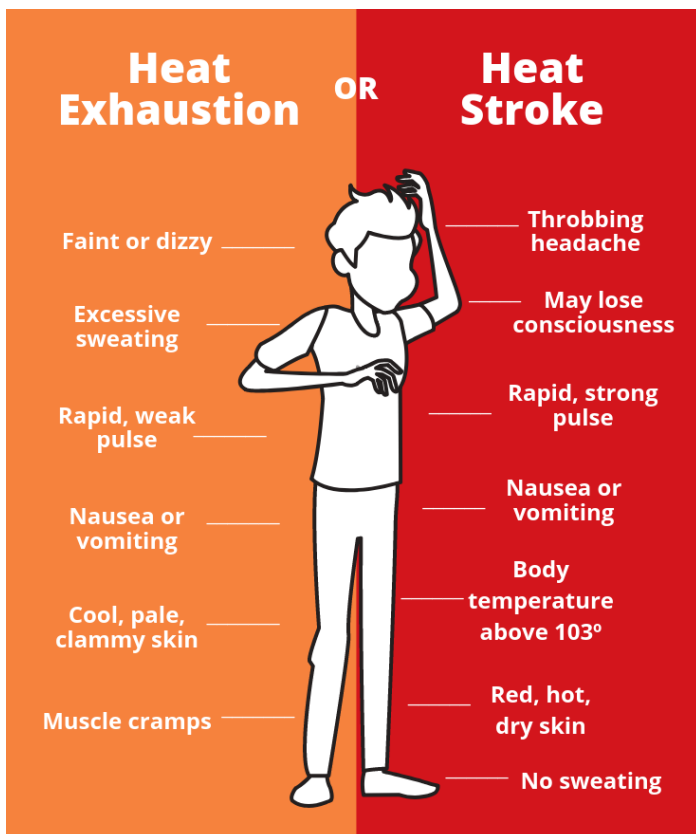 Heat
Exhaustion
OR
Heat
Stroke
Faint or dizzy
Excessive
sweating
Rapid, weak
pulse
Nausea or
vomiting
Cool, pale,
clammy skin
Muscle cramps
Throbbing
headache
May lose
consciousness
Rapid, strong
pulse
Nausea or
vomiting
Body
temperature
above 103º
Red, hot,
dry skin
No sweating